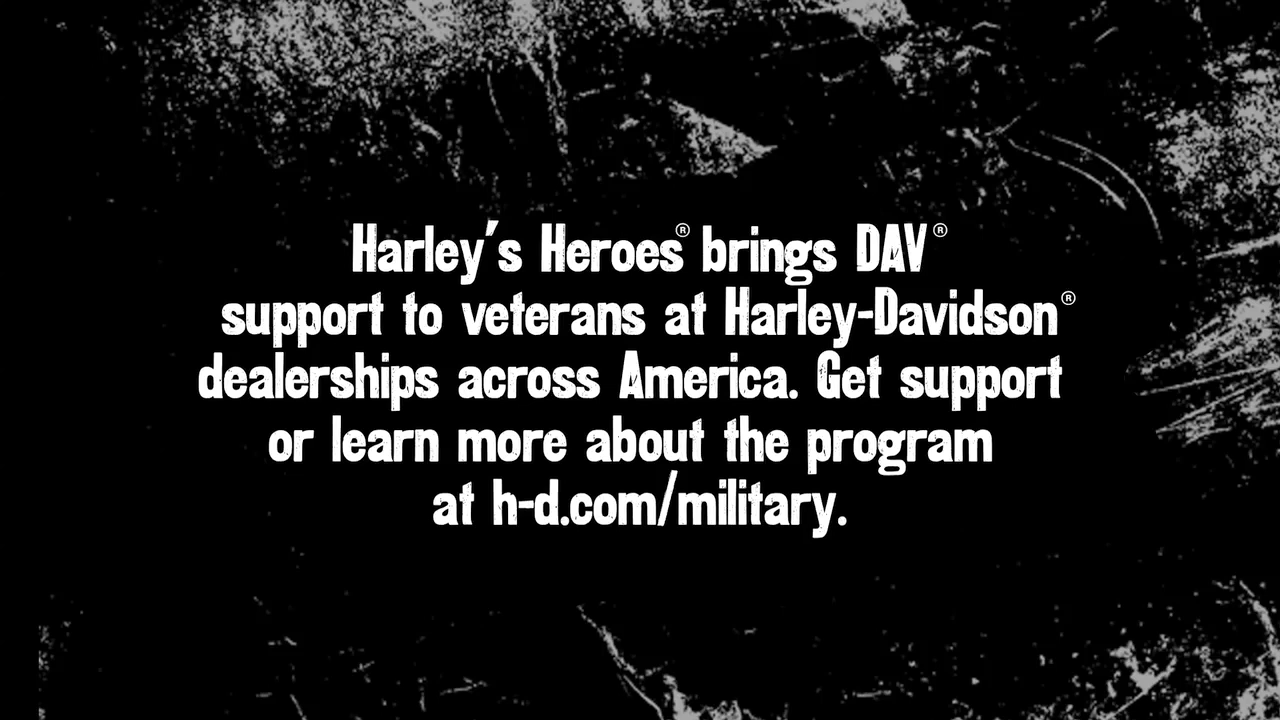 Harley's Heroes® brings DAV®
support to veterans at Harley-Davidson®
dealerships across America. Get support
or learn more about the program
at h-d.com/military.